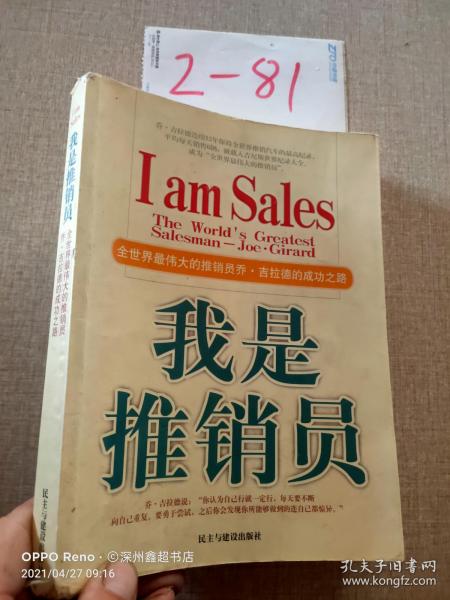 2-81
乔·吉拉德连续12年保持全世界推销汽车的最高纪录,
平均每天销售6辆,被载入吉尼斯世界纪录大全,
成为“全世界最伟大的推销员”。
I am Sales
The World's Greatest
Salesman—Joe·Girard
全世界最伟大的推销员乔·吉拉德的成功之路
我是
推销员
乔·吉拉德说:“你认为自己行就一定行,每天要不断
向自己重复。要勇于尝试,之后你会发现你所能够做到的连自己都惊异。”
民主与建设出版社
我是推销员
全世界最伟大的推销员
乔·吉拉德的成功之路
民主与建设
OPPO Reno · ©深州鑫超书店
2021/04/27 09:16
孔夫子旧书网
www.kongfz.com